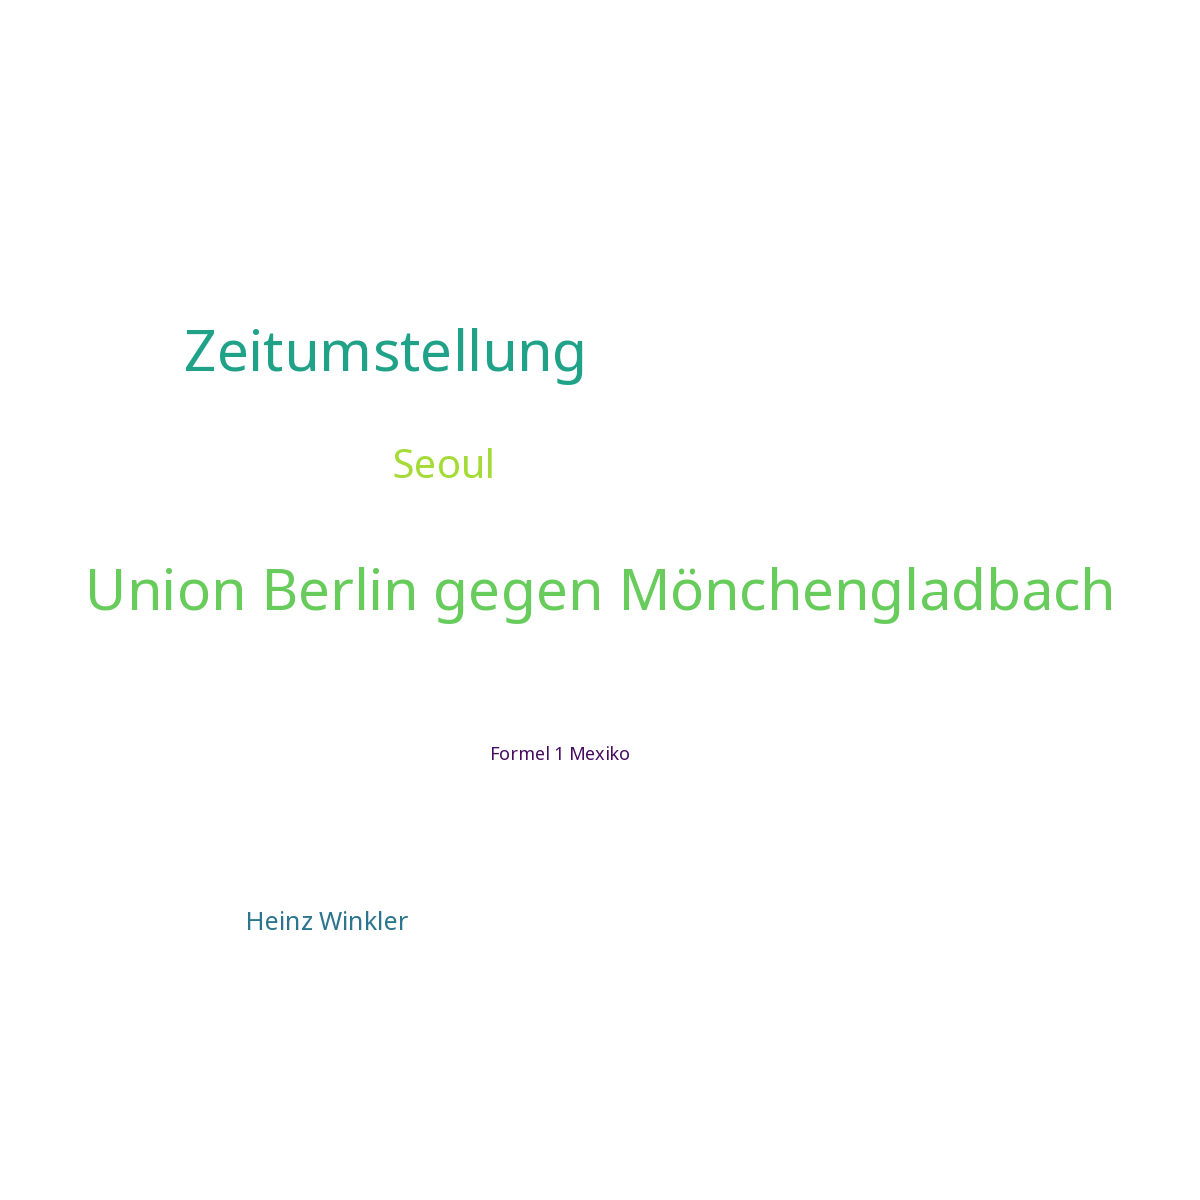 Zeitumstellung
Seoul
Union Berlin gegen Mönchengladbach
Formel 1 Mexiko
Heinz Winkler